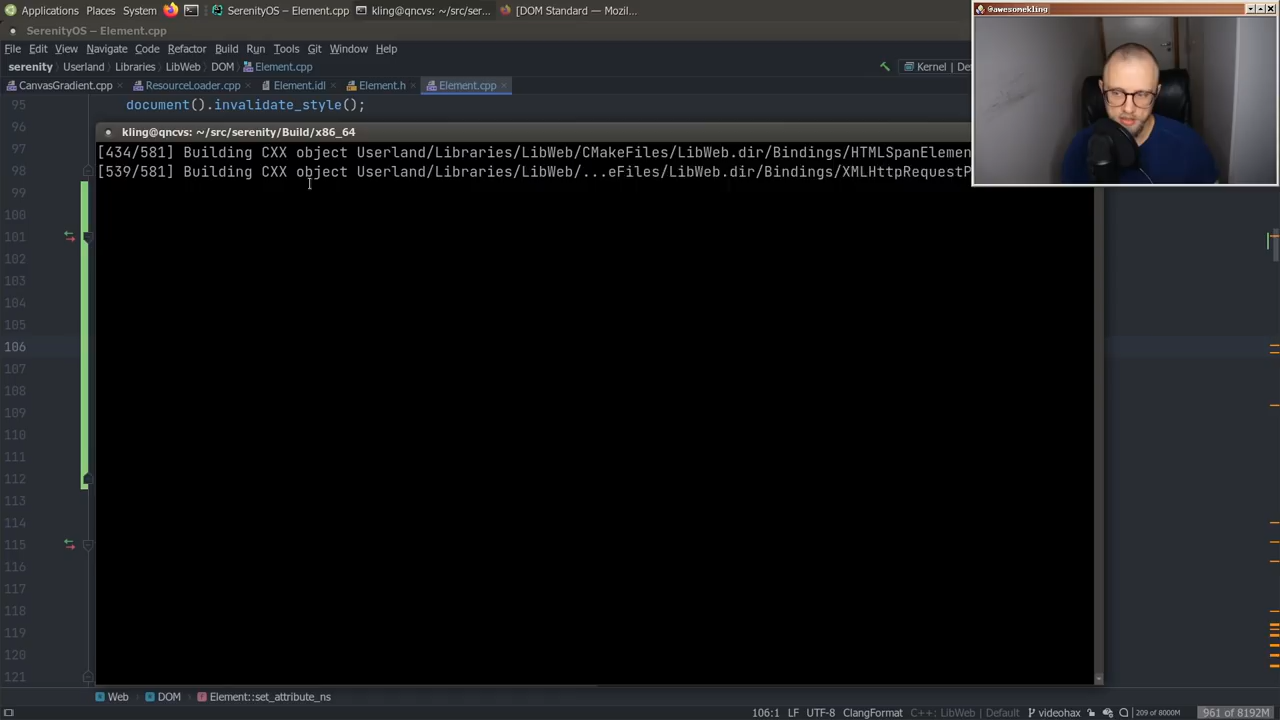 Applications Places System SerenityOS – Element.cpp kling@qncvs: ~/src/ser... [DOM Standard — Mozil...
@awesomekling
SerenityOS – Element.cpp
File Edit View Navigate Code Refactor Build Run Tools Git Window Help
serenity Userland Libraries LibWeb DOM Element.cpp Kernel | De
CanvasGradient.cpp ResourceLoader.cpp Element.idl Element.h Element.cpp
95 document().invalidate_style();
96
kling@qncvs: ~/src/serenity/Build/x86_64
97 [434/581] Building CXX object Userland/Libraries/LibWeb/CMakeFiles/LibWeb.dir/Bindings/HTMLSpanElemen
98 [539/581] Building CXX object Userland/Libraries/LibWeb/...eFiles/LibWeb.dir/Bindings/XMLHttpRequestP
99
100
101
102
103
104
105
106
107
108
109
110
111
112
113
114
115
116
117
118
119
120
121
Web DOM Element::set_attribute_ns
106:1 LF UTF-8 ClangFormat C++: LibWeb | Default videohax 209 of 8000M 961 of 8192M